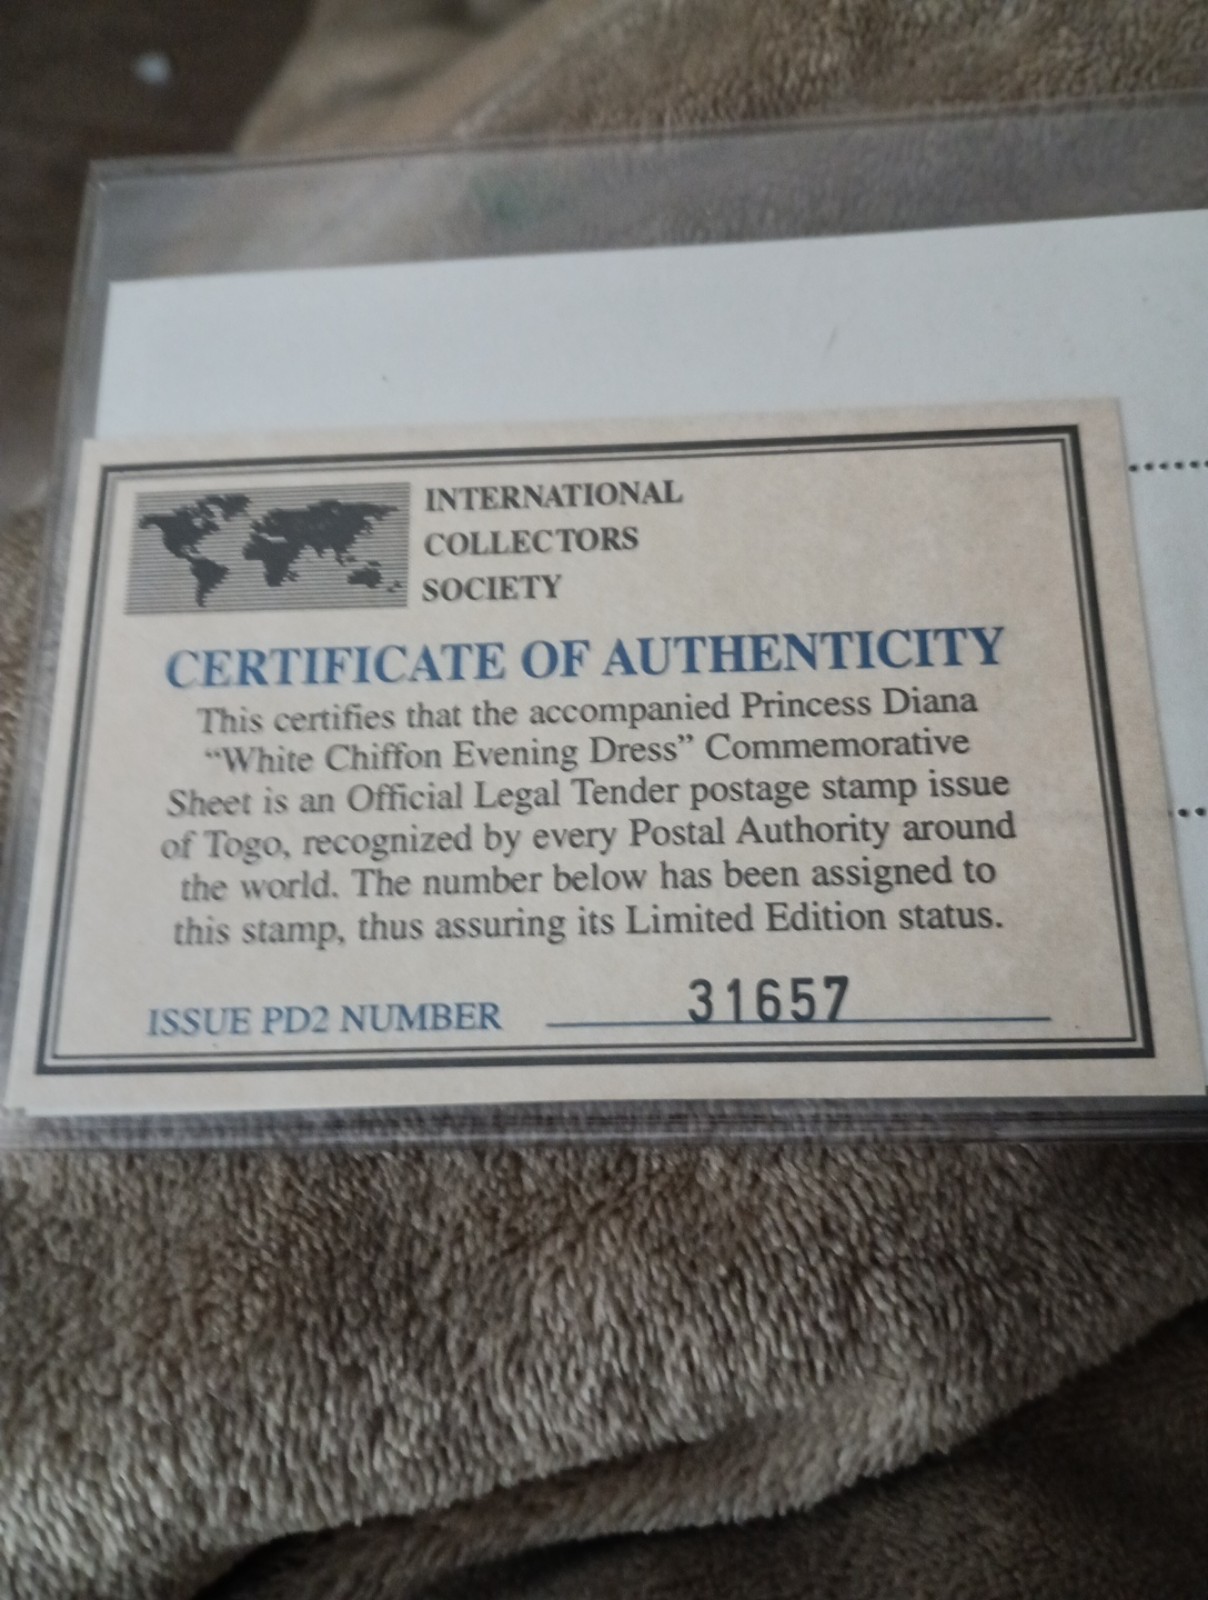 INTERNATIONAL
COLLECTORS
SOCIETY
CERTIFICATE OF AUTHENTICITY
This certifies that the accompanied Princess Diana
“White Chiffon Evening Dress” Commemorative
Sheet is an Official Legal Tender postage stamp issue
of Togo, recognized by every Postal Authority around
the world. The number below has been assigned to
this stamp, thus assuring its Limited Edition status.
ISSUE PD2 NUMBER 31657